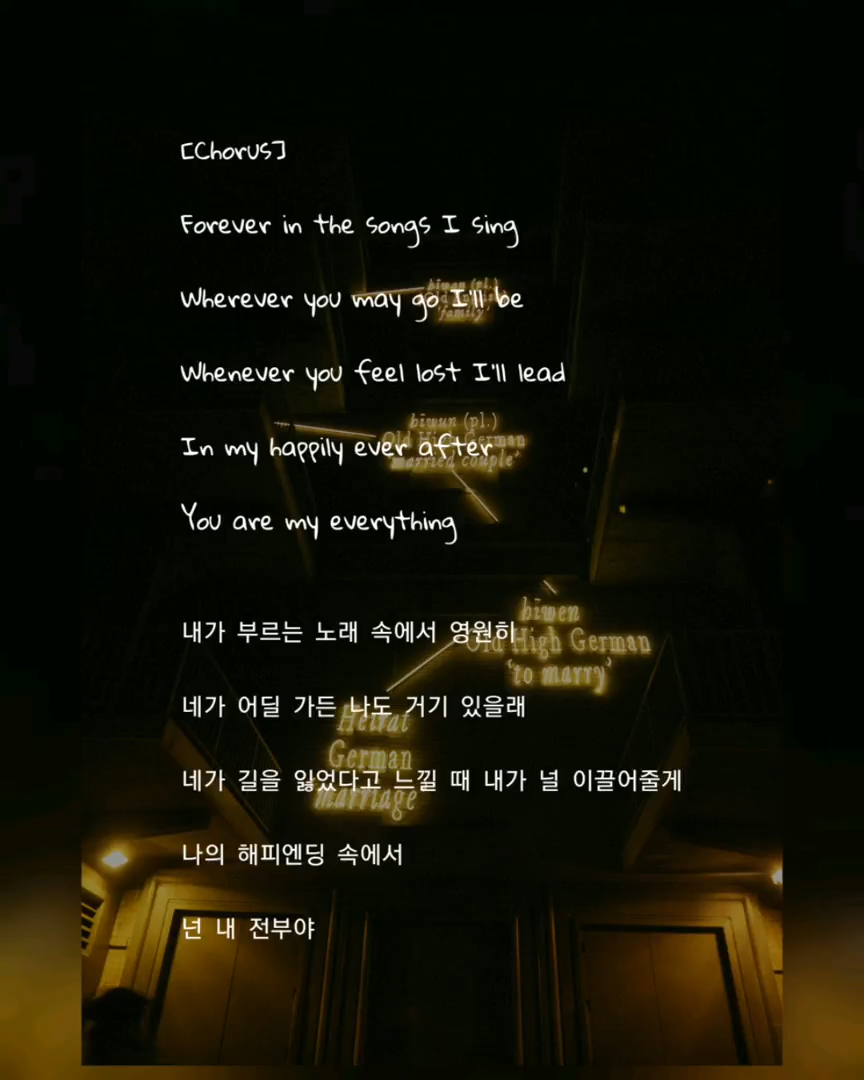 [Chorus]
Forever in the songs I sing
Wherever you may go I'll be
Whenever you feel lost I'll lead
In my happily ever after
You are my everything
내가 부르는 노래 속에서 영원히
네가 어딜 가든 나도 거기 있을래
네가 길을 잃었다고 느낄 때 내가 널 이끌어줄게
나의 해피엔딩 속에서
넌 내 전부야
biwun (pl.)
Old High German
married couple'
biwen
Old High German
'to marry'
Heirat
German
marriage